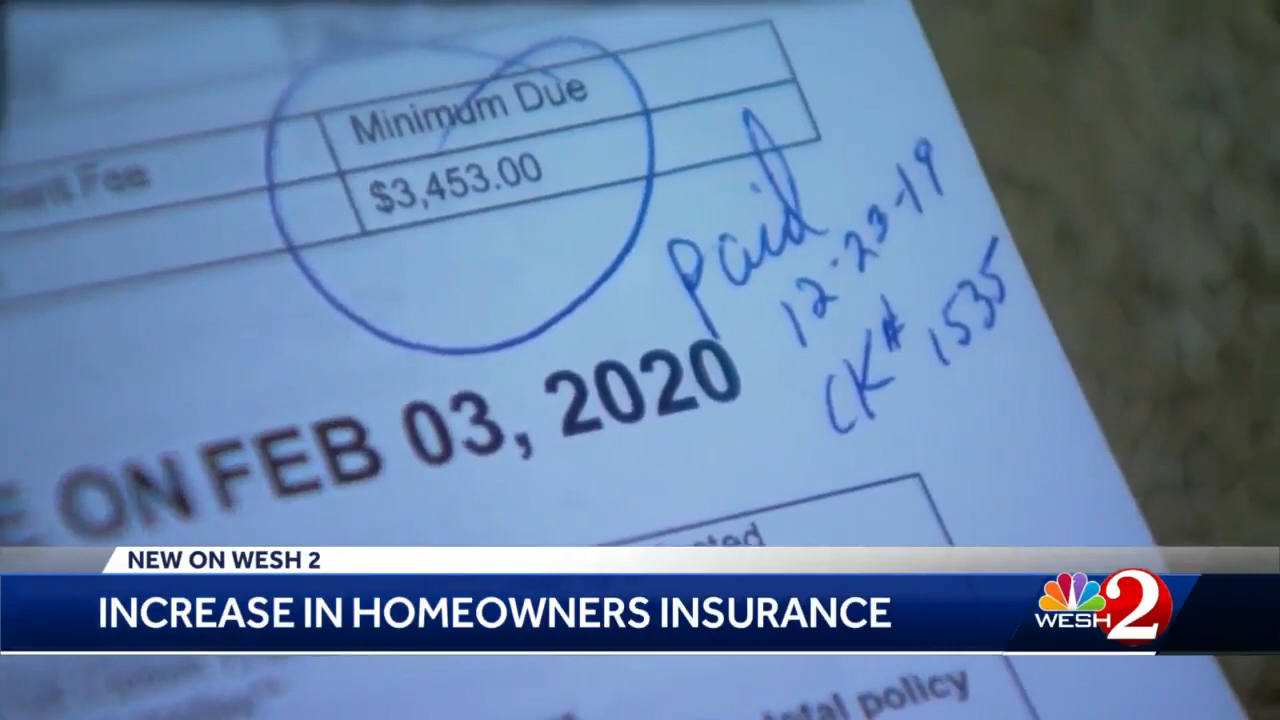 Minimum Due
Fee
$3,453.00
paid
12-23-19
CK# 1535
ON FEB 03, 2020
NEW ON WESH 2
INCREASE IN HOMEOWNERS INSURANCE
WESH 2
policy